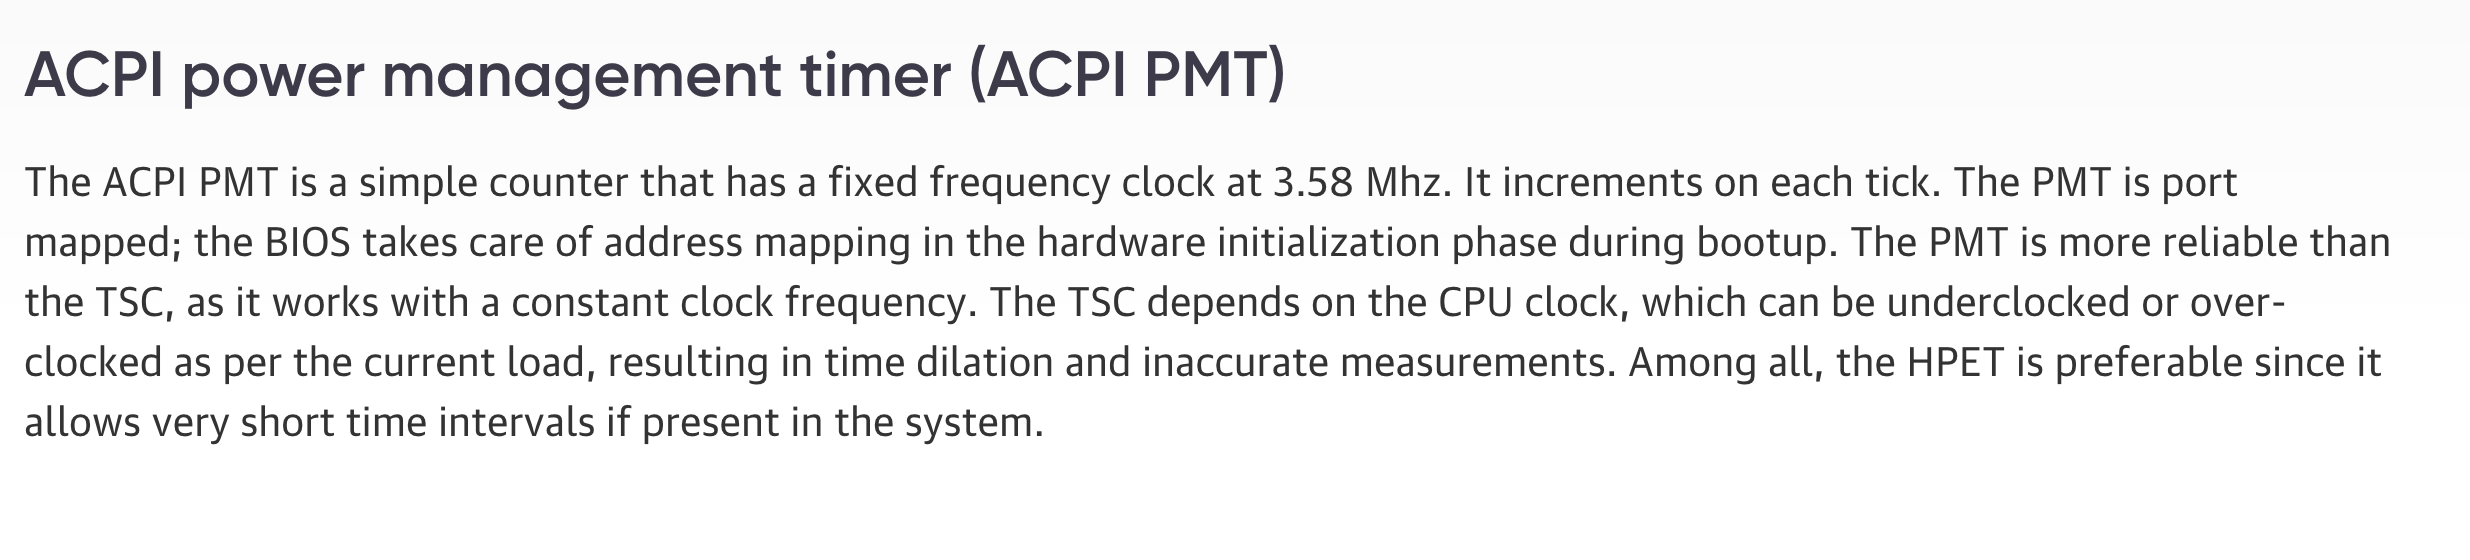 ACPI power management timer (ACPI PMT)
The ACPI PMT is a simple counter that has a fixed frequency clock at 3.58 Mhz. It increments on each tick. The PMT is port
mapped; the BIOS takes care of address mapping in the hardware initialization phase during bootup. The PMT is more reliable than
the TSC, as it works with a constant clock frequency. The TSC depends on the CPU clock, which can be underclocked or over-
clocked as per the current load, resulting in time dilation and inaccurate measurements. Among all, the HPET is preferable since it
allows very short time intervals if present in the system.